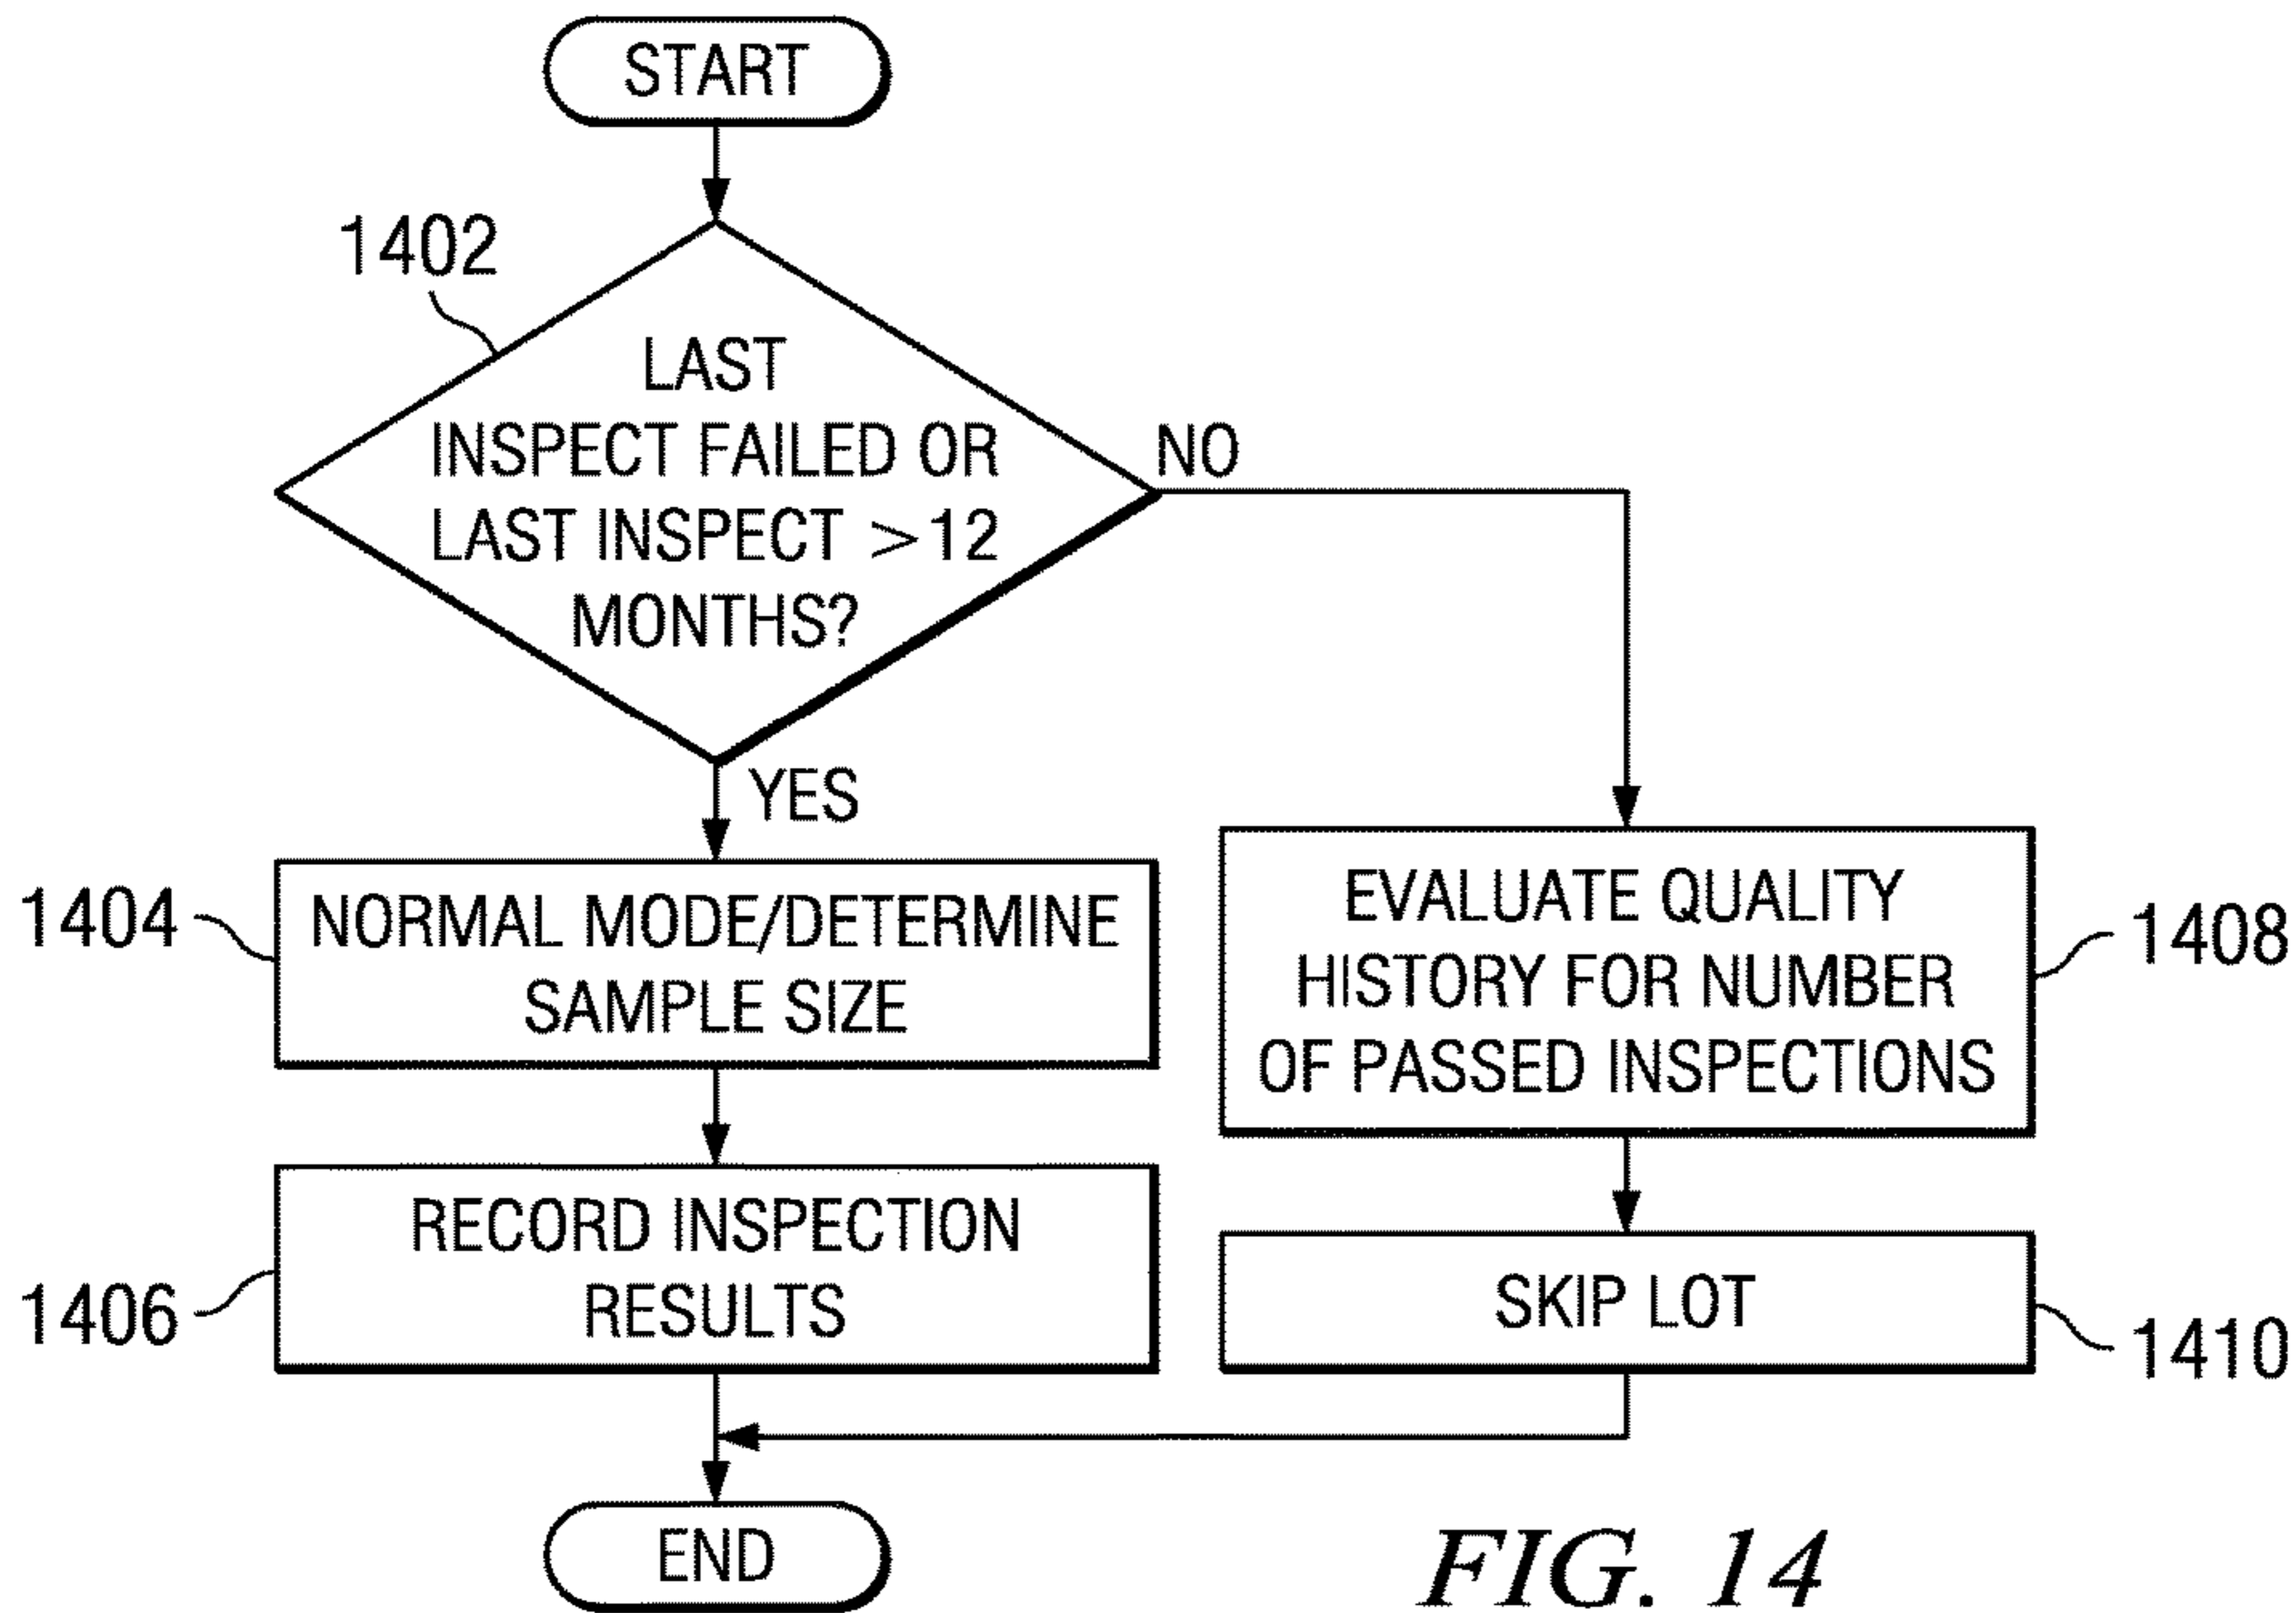 START
1402
LAST
INSPECT FAILED OR
LAST INSPECT >12
MONTHS?
NO
YES
1404
NORMAL MODE/DETERMINE
SAMPLE SIZE
EVALUATE QUALITY
HISTORY FOR NUMBER
OF PASSED INSPECTIONS
1408
1406
RECORD INSPECTION
RESULTS
SKIP LOT
1410
END
FIG. 14